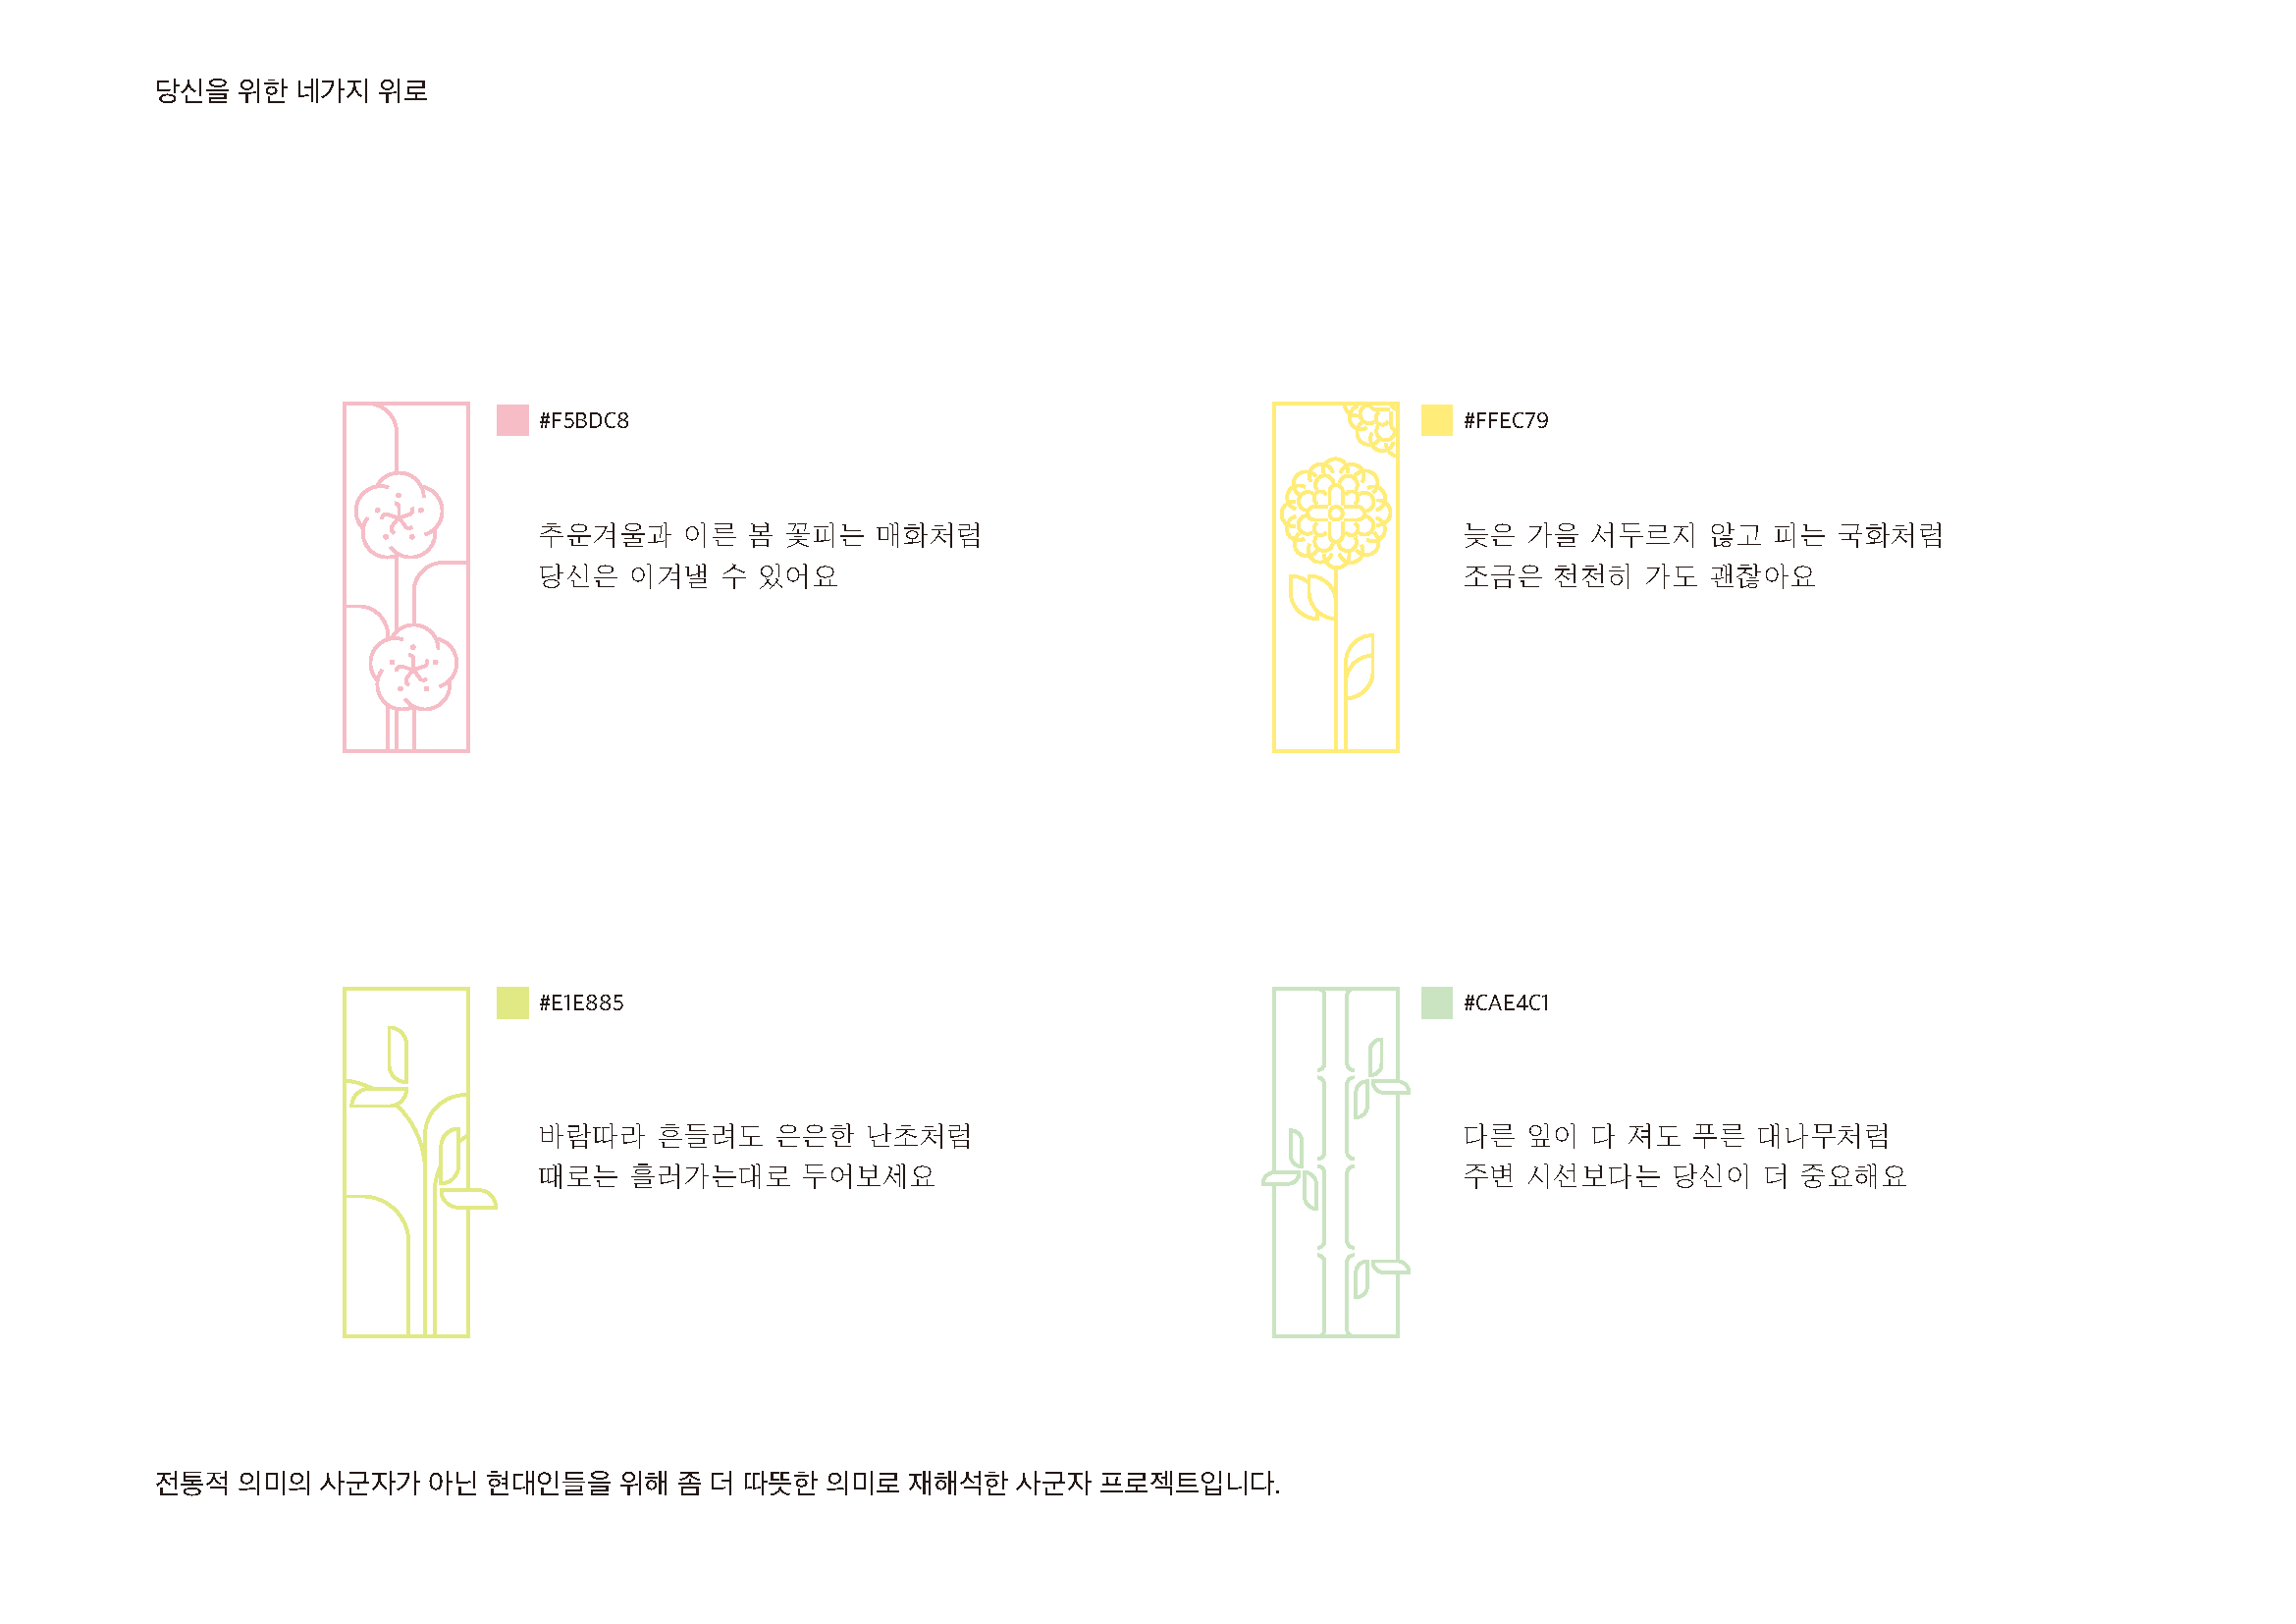 당신을 위한 네가지 위로
#F5BDC8
추운겨울과 이른 봄 꽃피는 매화처럼
당신은 이겨낼 수 있어요
#FFEC79
늦은 가을 서두르지 않고 피는 국화처럼
조금은 천천히 가도 괜찮아요
#E1E885
바람따라 흔들려도 은은한 난초처럼
때로는 흘러가는대로 두어보세요
#CAE4C1
다른 잎이 다 져도 푸른 대나무처럼
주변 시선보다는 당신이 더 중요해요
전통적 의미의 사군자가 아닌 현대인들을 위해 좀 더 따뜻한 의미로 재해석한 사군자 프로젝트입니다.